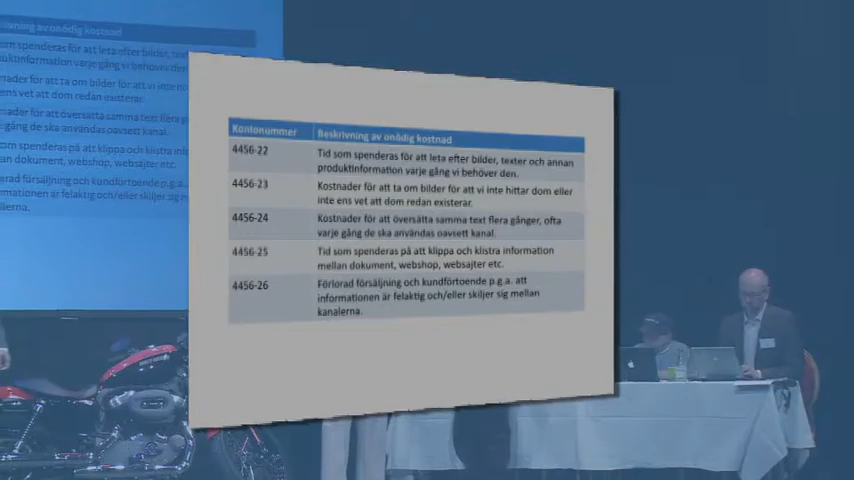 Kontonummer Beskrivning av onödig kostnad
4456-22 Tid som spenderas för att leta efter bilder, texter och annan
produktinformation varje gång vi behöver den.
4456-23 Kostnader för att ta om bilder för att vi inte hittar dom eller
inte ens vet att dom redan existerar.
4456-24 Kostnader för att översätta samma text flera gånger, ofta
varje gång de ska användas oavsett kanal.
4456-25 Tid som spenderas på att klippa och klistra information
mellan dokument, webshop, websajter etc.
4456-26 Förlorad försäljning och kundförtoende p.g.a. att
informationen är felaktig och/eller skiljer sig mellan
kanalerna.